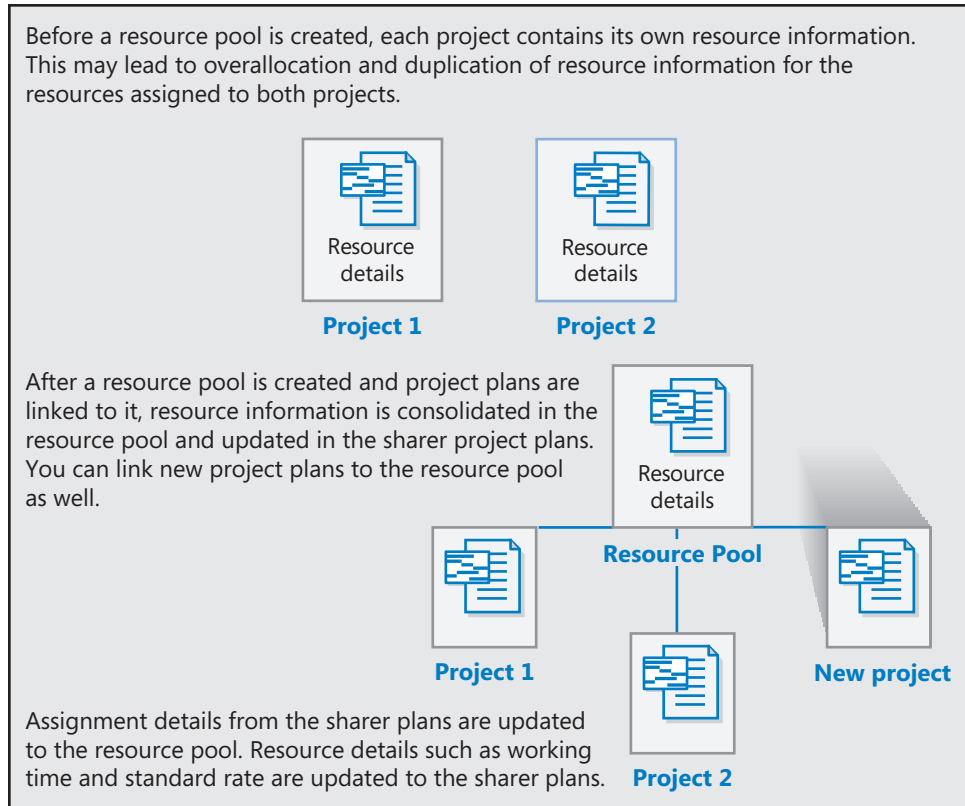 Before a resource pool is created, each project contains its own resource information.
This may lead to overallocation and duplication of resource information for the
resources assigned to both projects.
Resource
details
Project 1
Resource
details
Project 2
After a resource pool is created and project plans are
linked to it, resource information is consolidated in the
resource pool and updated in the sharer project plans.
You can link new project plans to the resource pool
as well.
Resource
details
Resource Pool
Project 1
Project 2
New project
Assignment details from the sharer plans are updated
to the resource pool. Resource details such as working
time and standard rate are updated to the sharer plans.